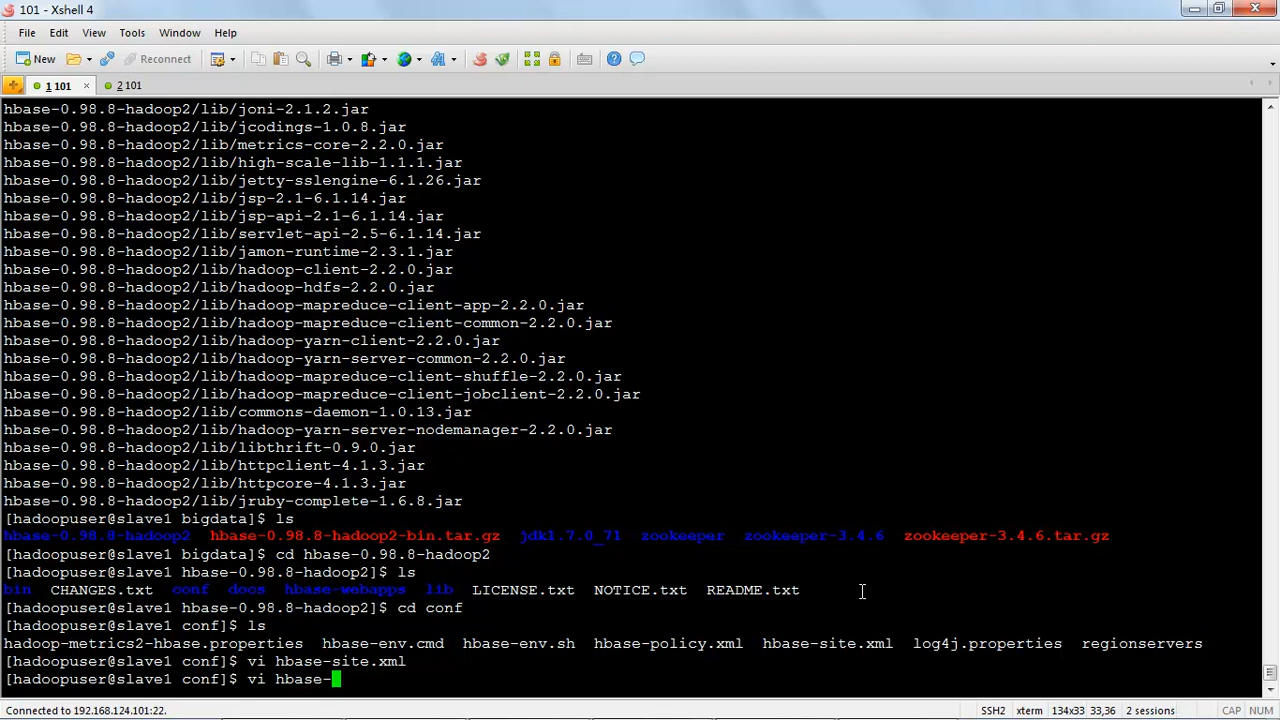 101 - Xshell 4
File Edit View Tools Window Help
New Reconnect
1 101 2 101
hbase-0.98.8-hadoop2/lib/joni-2.1.2.jar
hbase-0.98.8-hadoop2/lib/jcodings-1.0.8.jar
hbase-0.98.8-hadoop2/lib/metrics-core-2.2.0.jar
hbase-0.98.8-hadoop2/lib/high-scale-lib-1.1.1.jar
hbase-0.98.8-hadoop2/lib/jetty-sslengine-6.1.26.jar
hbase-0.98.8-hadoop2/lib/jsp-2.1-6.1.14.jar
hbase-0.98.8-hadoop2/lib/jsp-api-2.1-6.1.14.jar
hbase-0.98.8-hadoop2/lib/servlet-api-2.5-6.1.14.jar
hbase-0.98.8-hadoop2/lib/jamon-runtime-2.3.1.jar
hbase-0.98.8-hadoop2/lib/hadoop-client-2.2.0.jar
hbase-0.98.8-hadoop2/lib/hadoop-hdfs-2.2.0.jar
hbase-0.98.8-hadoop2/lib/hadoop-mapreduce-client-app-2.2.0.jar
hbase-0.98.8-hadoop2/lib/hadoop-mapreduce-client-common-2.2.0.jar
hbase-0.98.8-hadoop2/lib/hadoop-yarn-client-2.2.0.jar
hbase-0.98.8-hadoop2/lib/hadoop-yarn-server-common-2.2.0.jar
hbase-0.98.8-hadoop2/lib/hadoop-mapreduce-client-shuffle-2.2.0.jar
hbase-0.98.8-hadoop2/lib/hadoop-mapreduce-client-jobclient-2.2.0.jar
hbase-0.98.8-hadoop2/lib/commons-daemon-1.0.13.jar
hbase-0.98.8-hadoop2/lib/hadoop-yarn-server-nodemanager-2.2.0.jar
hbase-0.98.8-hadoop2/lib/libthrift-0.9.0.jar
hbase-0.98.8-hadoop2/lib/httpclient-4.1.3.jar
hbase-0.98.8-hadoop2/lib/httpcore-4.1.3.jar
hbase-0.98.8-hadoop2/lib/jruby-complete-1.6.8.jar
[hadoopuser@slave1 bigdata]$ ls
hbase-0.98.8-hadoop2 hbase-0.98.8-hadoop2-bin.tar.gz jdk1.7.0_71 zookeeper zookeeper-3.4.6 zookeeper-3.4.6.tar.gz
[hadoopuser@slave1 bigdata]$ cd hbase-0.98.8-hadoop2
[hadoopuser@slave1 hbase-0.98.8-hadoop2]$ ls
bin CHANGES.txt conf docs hbase-webapps lib LICENSE.txt NOTICE.txt README.txt
[hadoopuser@slave1 hbase-0.98.8-hadoop2]$ cd conf
[hadoopuser@slave1 conf]$ ls
hadoop-metrics2-hbase.properties hbase-env.cmd hbase-env.sh hbase-policy.xml hbase-site.xml log4j.properties regionservers
[hadoopuser@slave1 conf]$ vi hbase-site.xml
[hadoopuser@slave1 conf]$ vi hbase-
Connected to 192.168.124.101:22. SSH2 xterm 134x33 33,36 2 sessions CAP NUM